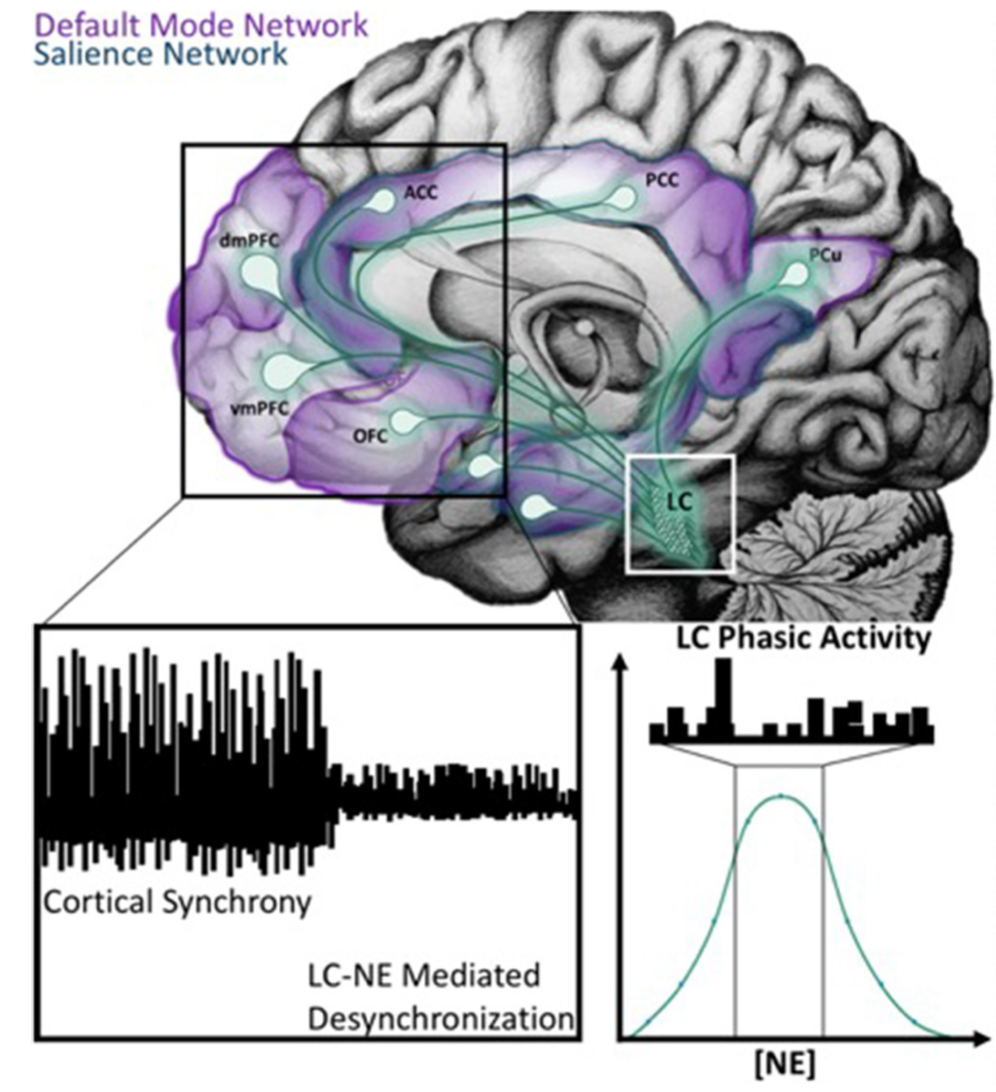 Default Mode Network
Salience Network
ACC
PCC
dmPFC
PCu
vmPFC
OFC
LC
LC Phasic Activity
Cortical Synchrony
LC-NE Mediated
Desynchronization
[NE]